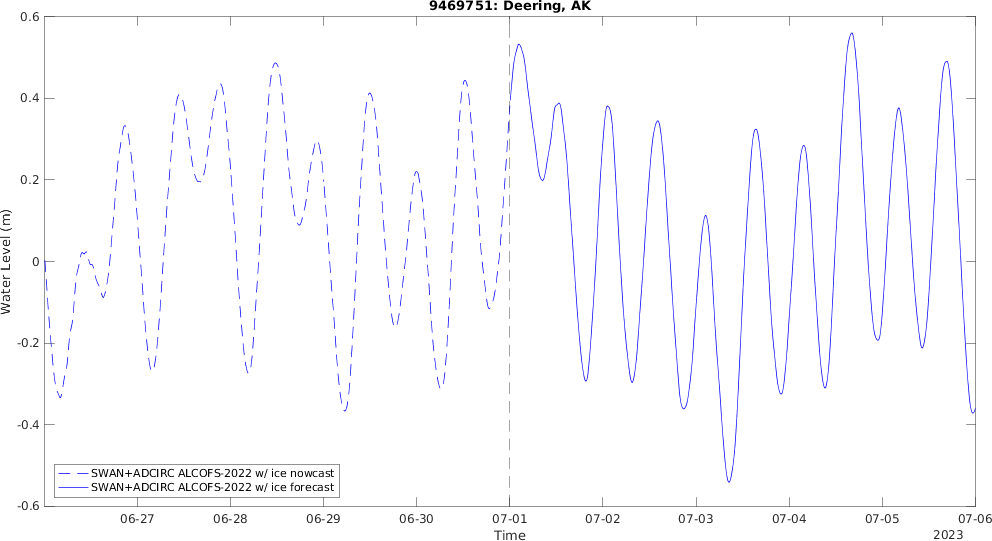 9469751: Deering, AK
0.6
0.4
0.2
0
-0.2
-0.4
-0.6
Water Level (m)
SWAN+ADCIRC ALCOFS-2022 w/ ice nowcast
SWAN+ADCIRC ALCOFS-2022 w/ ice forecast
06-27 06-28 06-29 06-30 07-01 07-02 07-03 07-04 07-05 07-06
Time
2023